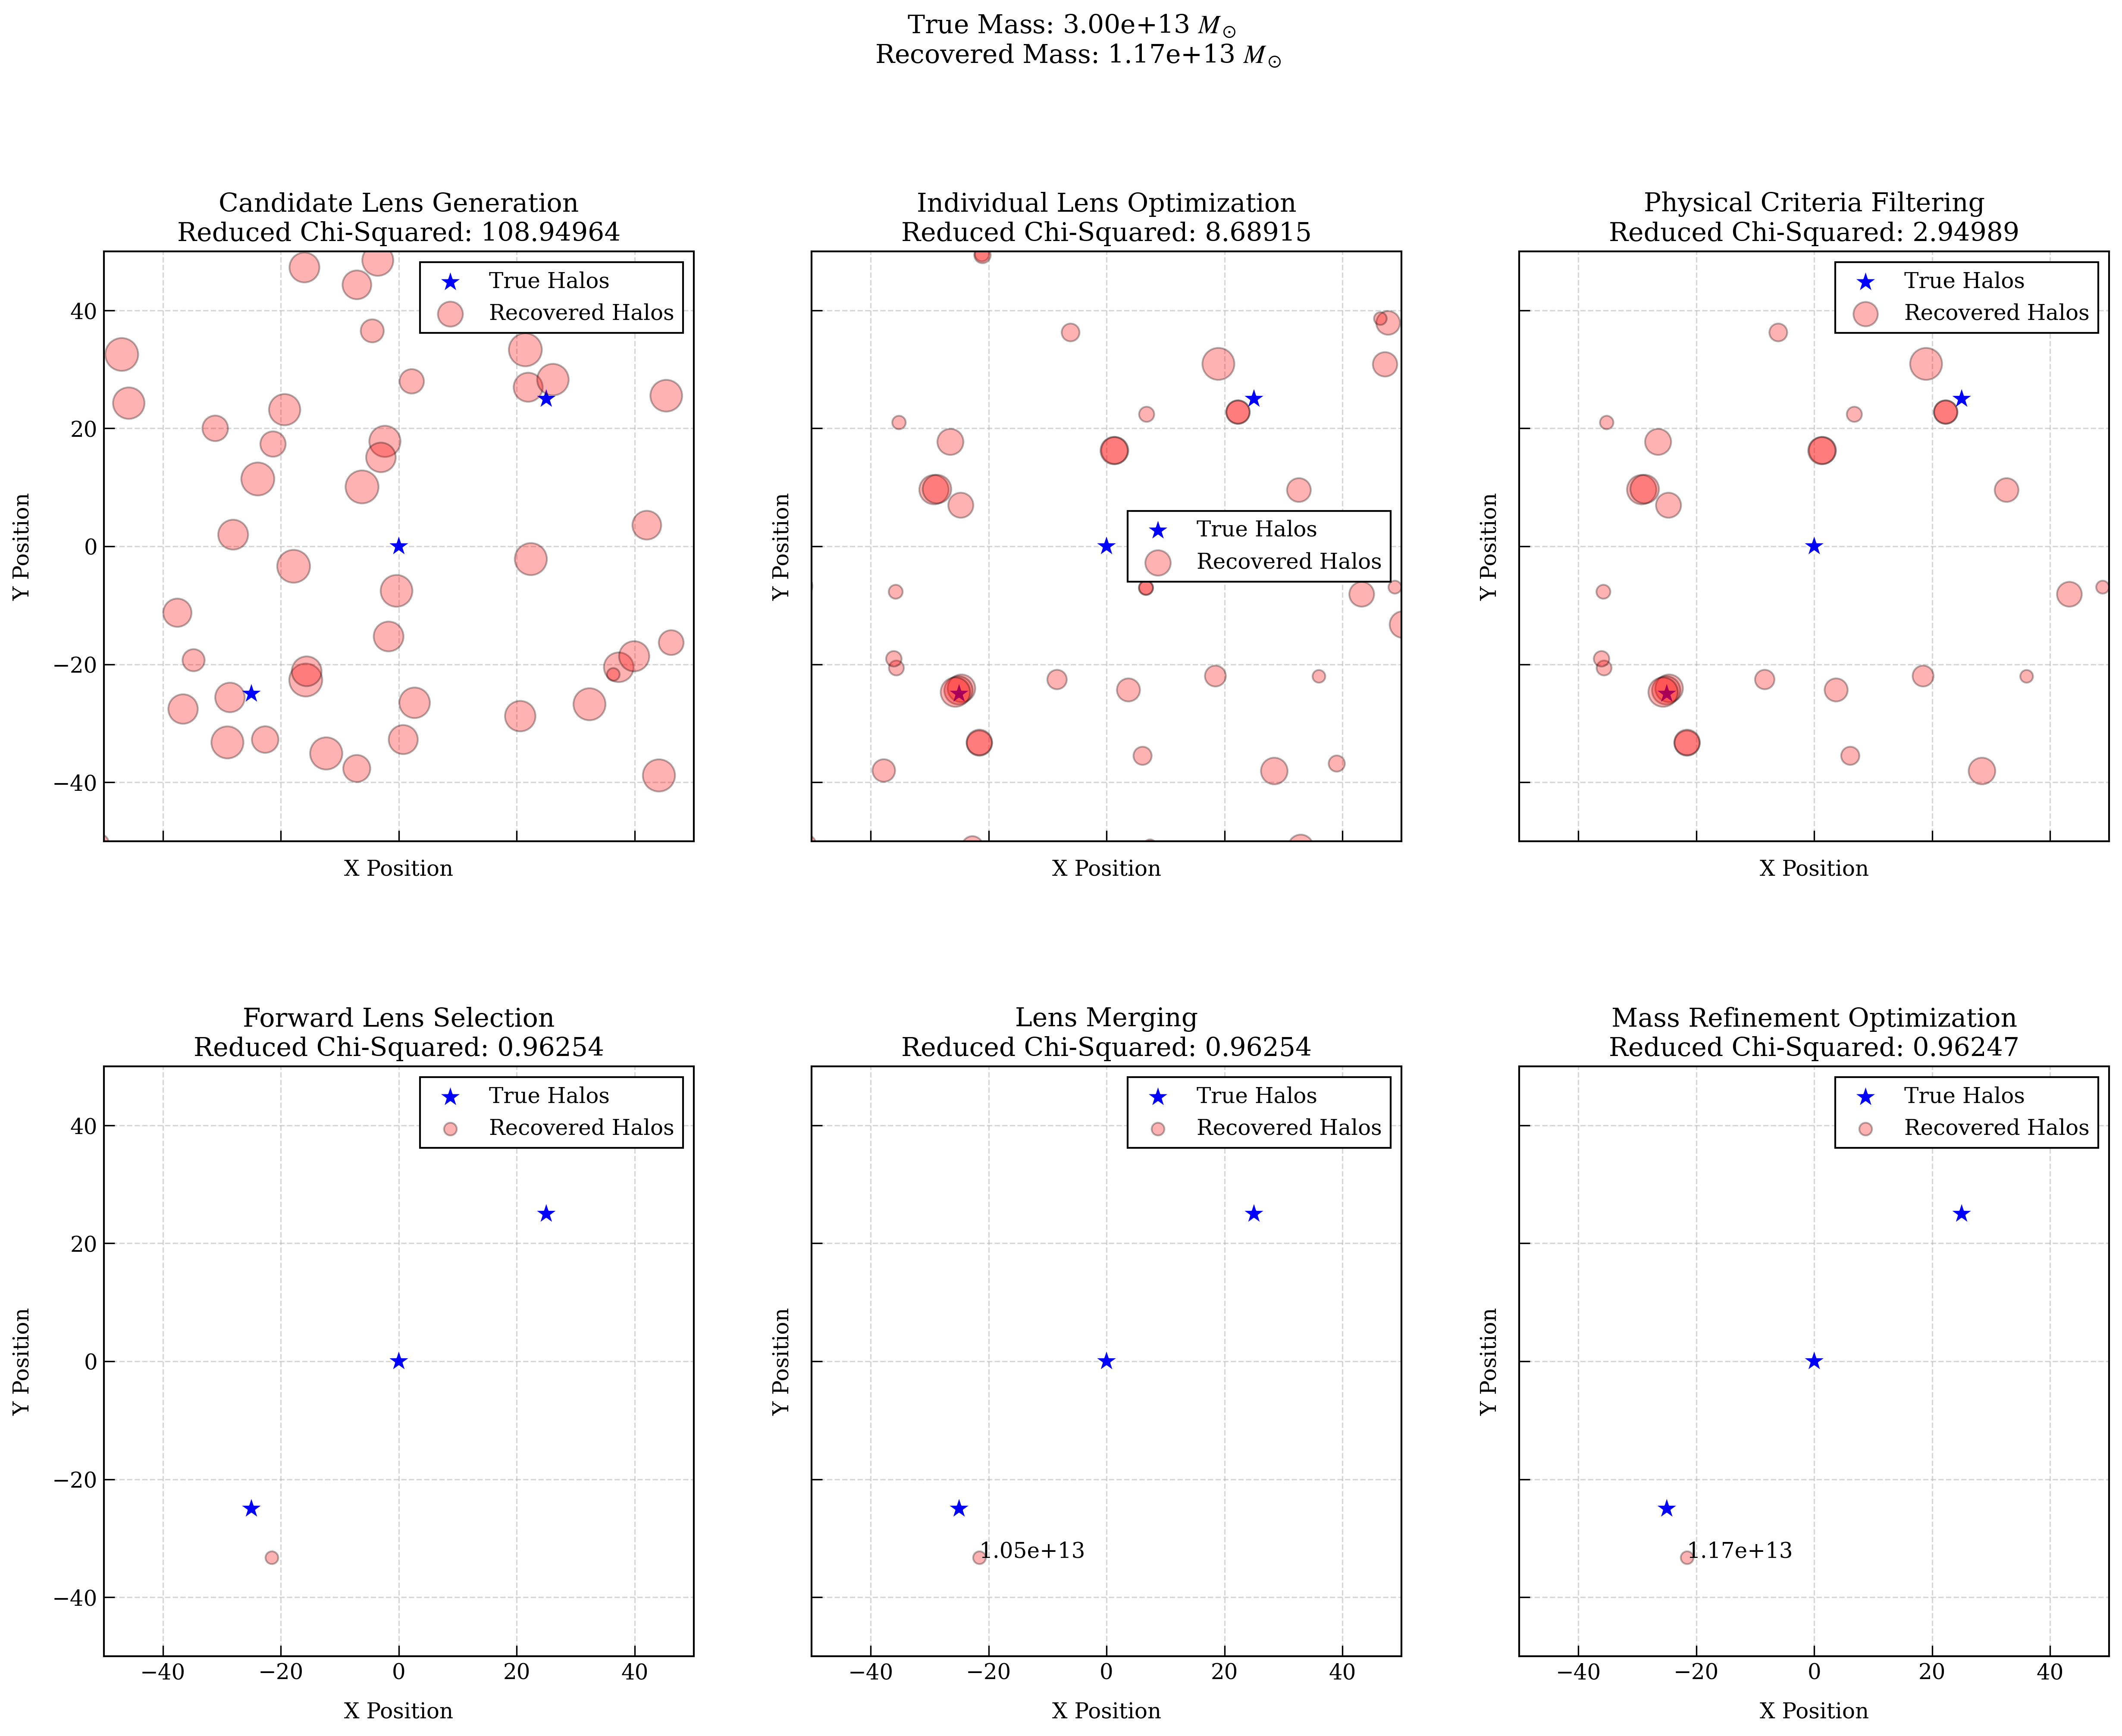 True Mass: 3.00e+13 M⊙
Recovered Mass: 1.17e+13 M⊙
Candidate Lens Generation
Reduced Chi-Squared: 108.94964
True Halos
Recovered Halos
40
20
0
−20
−40
Y Position
X Position
Individual Lens Optimization
Reduced Chi-Squared: 8.68915
True Halos
Recovered Halos
Y Position
X Position
Physical Criteria Filtering
Reduced Chi-Squared: 2.94989
True Halos
Recovered Halos
Y Position
X Position
Forward Lens Selection
Reduced Chi-Squared: 0.96254
True Halos
Recovered Halos
40
20
0
−20
−40
Y Position
−40 −20 0 20 40
X Position
Lens Merging
Reduced Chi-Squared: 0.96254
True Halos
Recovered Halos
1.05e+13
Y Position
−40 −20 0 20 40
X Position
Mass Refinement Optimization
Reduced Chi-Squared: 0.96247
True Halos
Recovered Halos
1.17e+13
Y Position
−40 −20 0 20 40
X Position